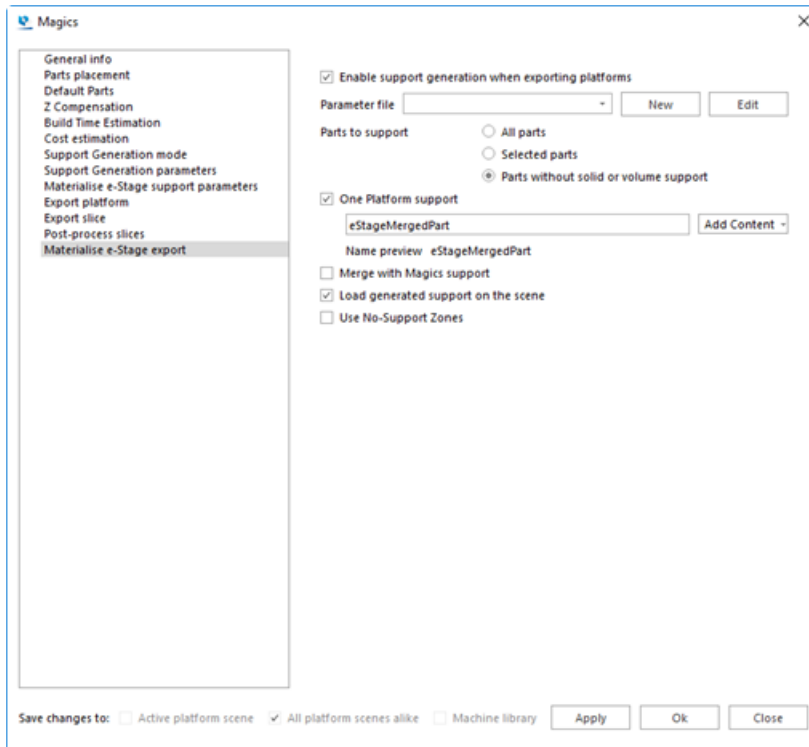 Magics
General info
Parts placement
Default Parts
Z Compensation
Build Time Estimation
Cost estimation
Support Generation mode
Support Generation parameters
Materialise e-Stage support parameters
Export platform
Export slice
Post-process slices
Materialise e-Stage export
Enable support generation when exporting platforms
Parameter file New Edit
Parts to support All parts
Selected parts
Parts without solid or volume support
One Platform support
eStageMergedPart Add Content
Name preview eStageMergedPart
Merge with Magics support
Load generated support on the scene
Use No-Support Zones
Save changes to: Active platform scene All platform scenes alike Machine library Apply Ok Close